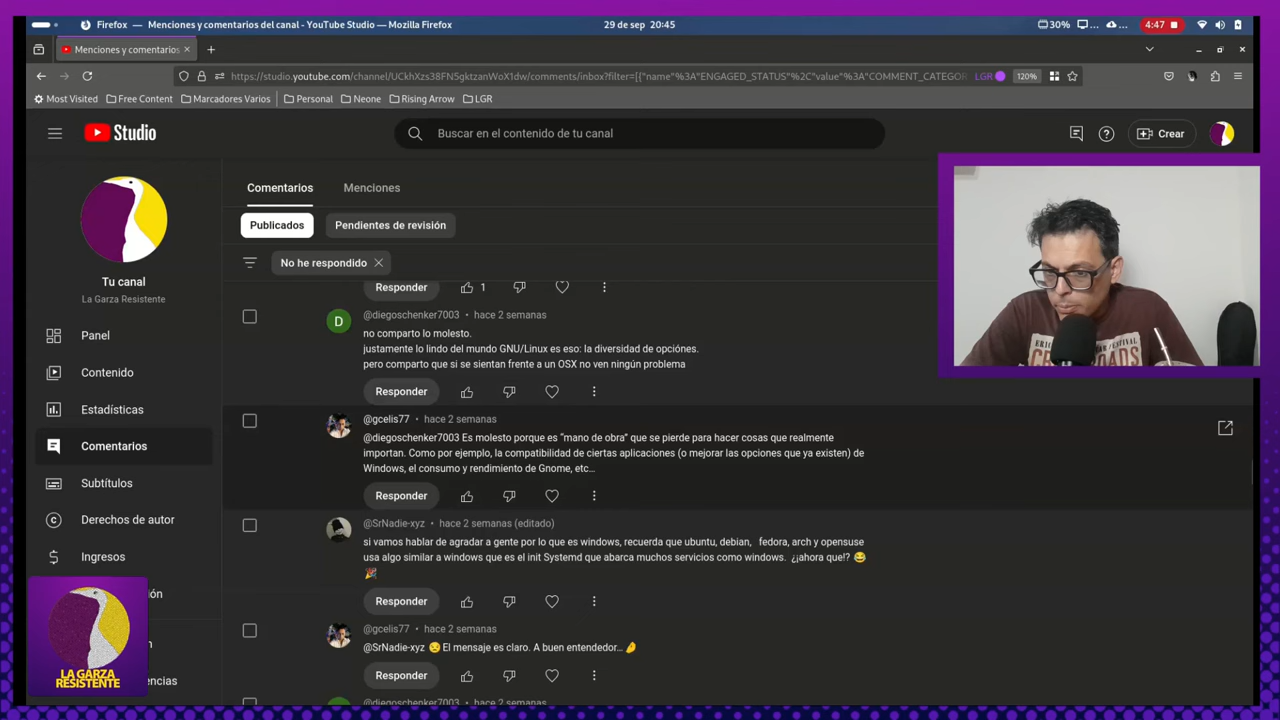 Firefox — Menciones y comentarios del canal - YouTube Studio — Mozilla Firefox
29 de sep 20:45
30%
4:47
Menciones y comentarios
https://studio.youtube.com/channel/UCkhXzs38FN5gktzanWoX1dw/comments/inbox?filter=[{"name"%3A"ENGAGED_STATUS"%2C"value"%3A"COMMENT_CATEGOR
LGR
120%
Most Visited
Free Content
Marcadores Varios
Personal
Neone
Rising Arrow
LGR
Studio
Buscar en el contenido de tu canal
Crear
Tu canal
La Garza Resistente
Panel
Contenido
Estadísticas
Comentarios
Subtítulos
Derechos de autor
Ingresos
LA GARZA
RESISTENTE
Comentarios
Menciones
Publicados
Pendientes de revisión
No he respondido
Responder
1
D
@diegoschenker7003 • hace 2 semanas
no comparto lo molesto.
justamente lo lindo del mundo GNU/Linux es eso: la diversidad de opciónes.
pero comparto que si se sientan frente a un OSX no ven ningún problema
Responder
@gcelis77 • hace 2 semanas
@diegoschenker7003 Es molesto porque es “mano de obra” que se pierde para hacer cosas que realmente
importan. Como por ejemplo, la compatibilidad de ciertas aplicaciones (o mejorar las opciones que ya existen) de
Windows, el consumo y rendimiento de Gnome, etc…
Responder
@SrNadie-xyz • hace 2 semanas (editado)
si vamos hablar de agradar a gente por lo que es windows, recuerda que ubuntu, debian, fedora, arch y opensuse
usa algo similar a windows que es el init Systemd que abarca muchos servicios como windows. ¿¡ahora que!? 😂
🎉
Responder
@gcelis77 • hace 2 semanas
@SrNadie-xyz 😒 El mensaje es claro. A buen entendedor… 🤌
Responder
@diegoschenker7003 • hace 2 semanas